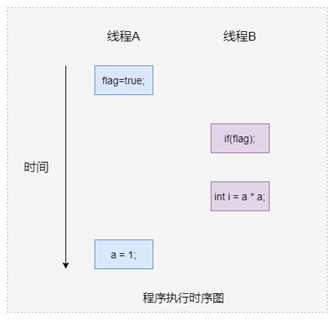 线程A
线程B
flag=true;
if(flag);
时间
int i = a * a;
a = 1;
程序执行时序图